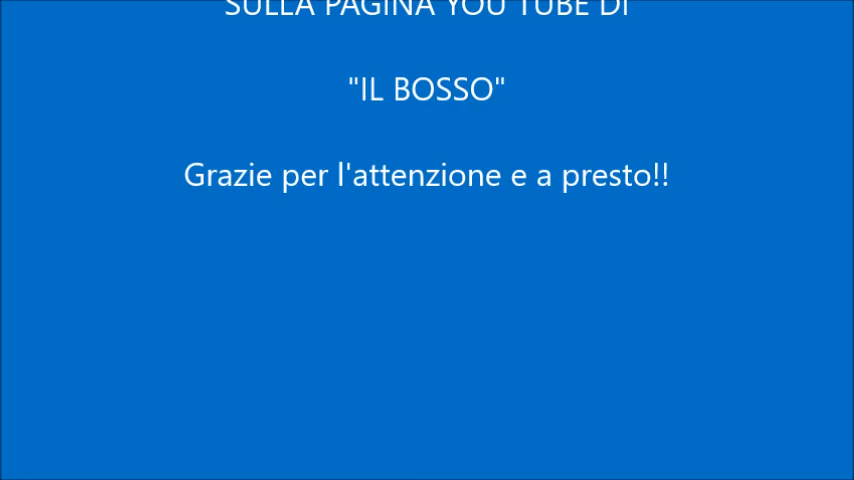 SULLA PAGINA YOU TUBE DI
"IL BOSSO"
Grazie per l'attenzione e a presto!!